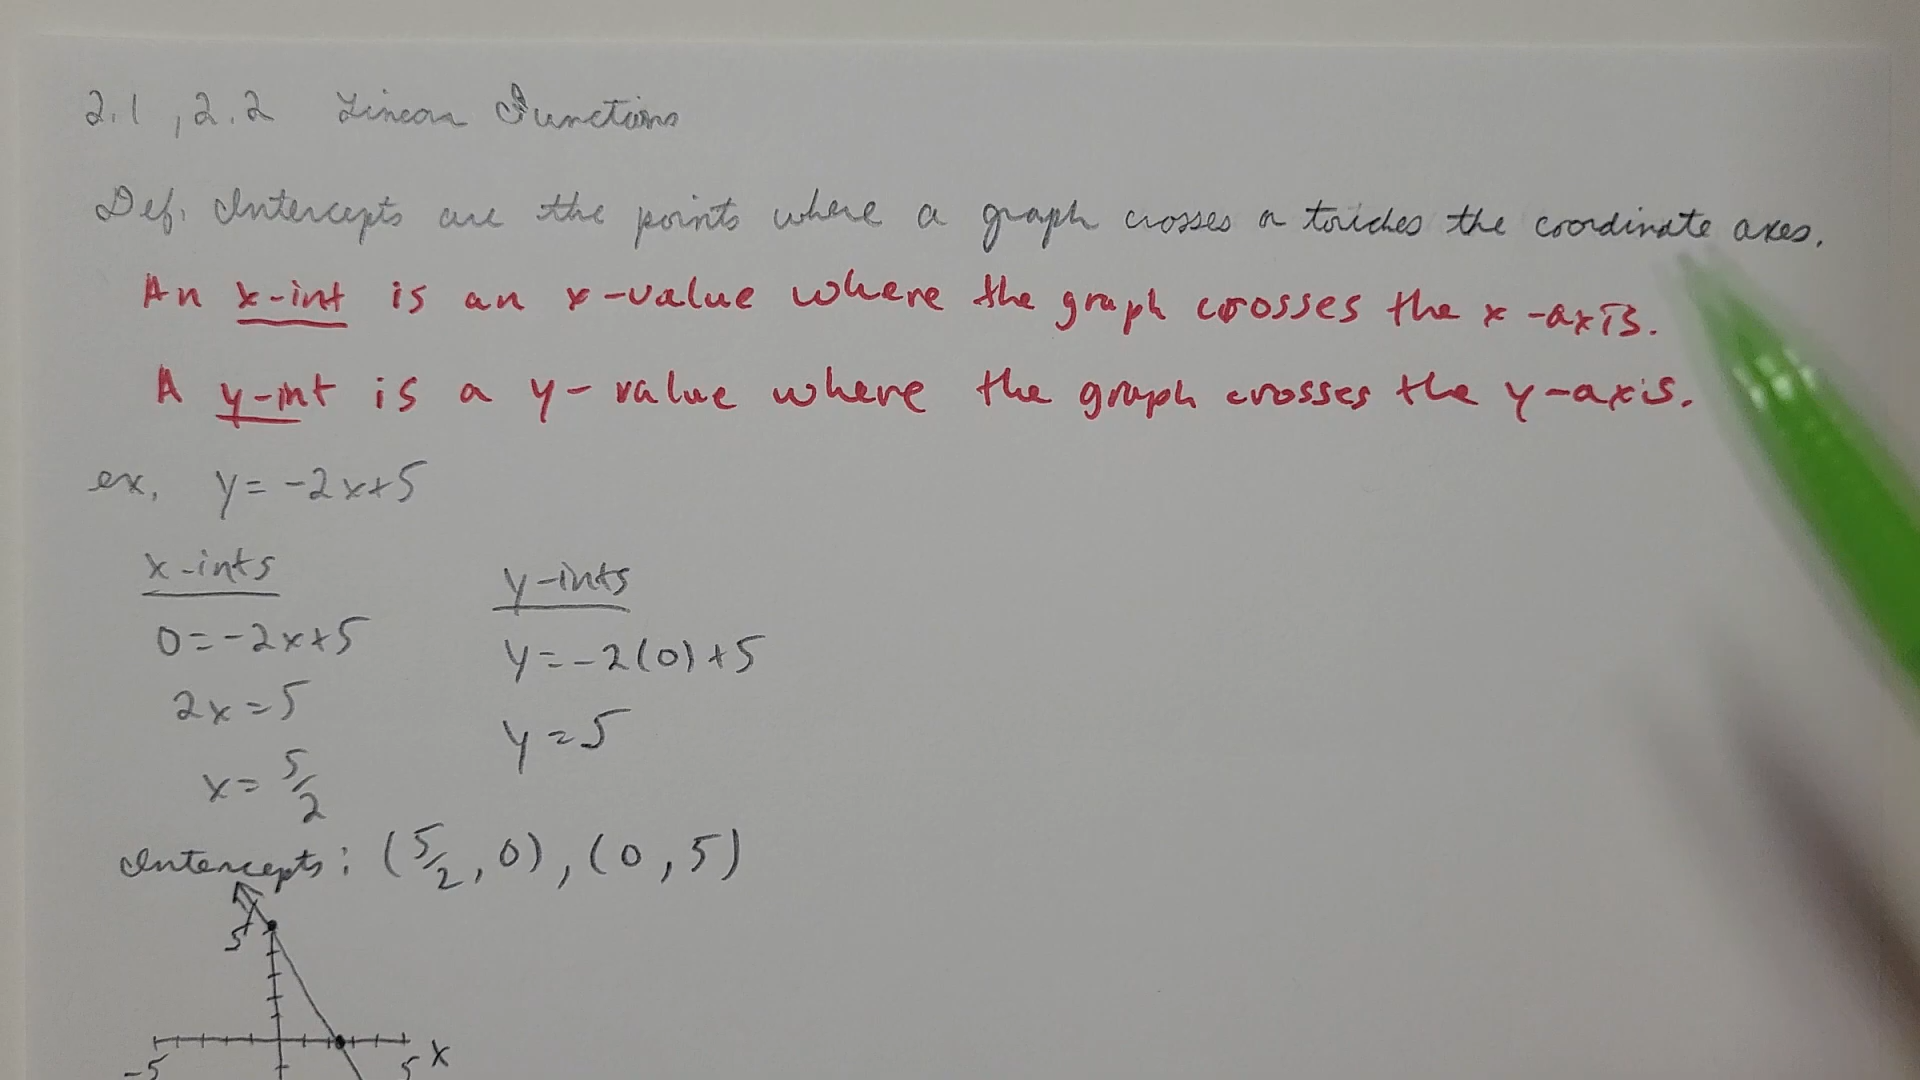 2.1, 2.2 Linear Functions
Def. Intercepts are the points where a graph crosses or touches the coordinate axes.
An x-int is an x-value where the graph crosses the x-axis.
A y-int is a y-value where the graph crosses the y-axis.
ex. y=-2x+5
x-ints y-ints
0=-2x+5 y=-2(0)+5
2x=5 y=5
x=5/2
Intercepts: (5/2,0),(0,5)
y
5
x
-5 5